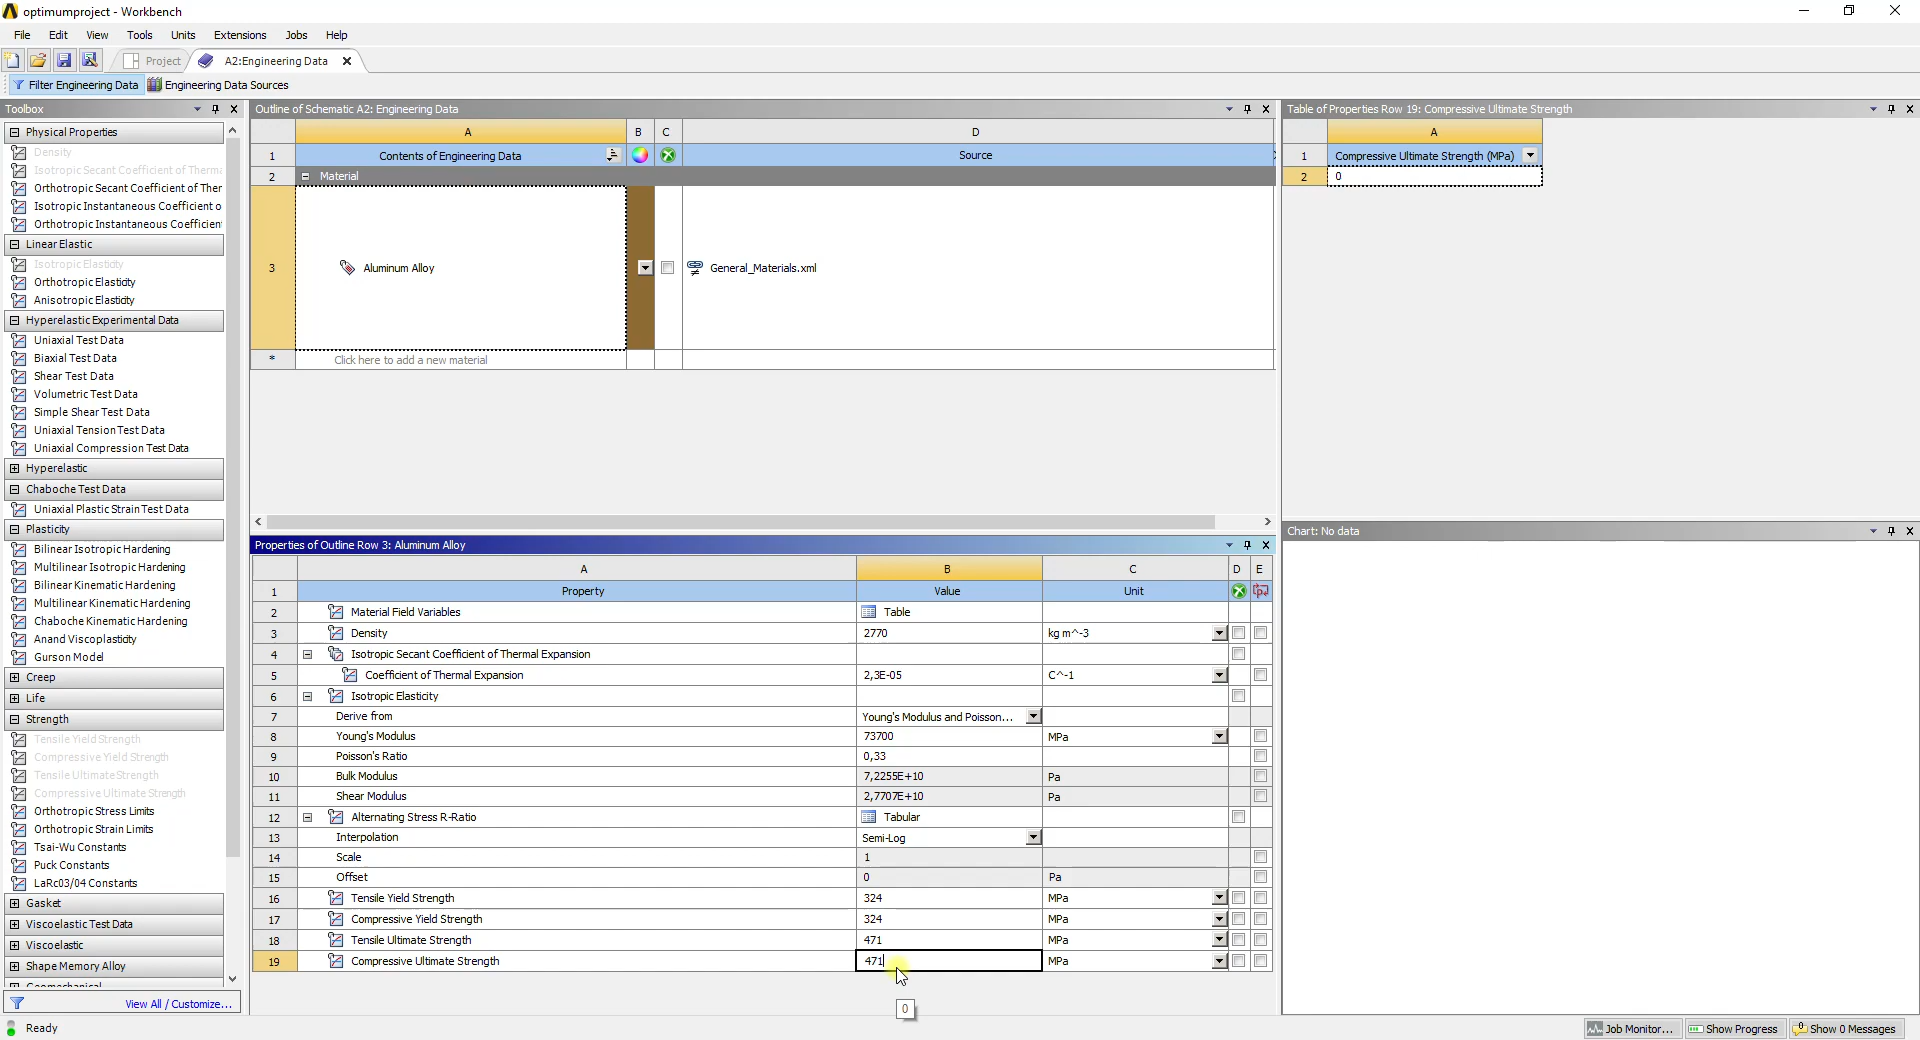 optimumproject - Workbench
File Edit View Tools Units Extensions Jobs Help
Project A2:Engineering Data
Filter Engineering Data Engineering Data Sources
Toolbox
Physical Properties
Density
Isotropic Secant Coefficient of Therma
Orthotropic Secant Coefficient of Ther
Isotropic Instantaneous Coefficient o
Orthotropic Instantaneous Coefficien
Linear Elastic
Isotropic Elasticity
Orthotropic Elasticity
Anisotropic Elasticity
Hyperelastic Experimental Data
Uniaxial Test Data
Biaxial Test Data
Shear Test Data
Volumetric Test Data
Simple Shear Test Data
Uniaxial Tension Test Data
Uniaxial Compression Test Data
Hyperelastic
Chaboche Test Data
Uniaxial Plastic Strain Test Data
Plasticity
Bilinear Isotropic Hardening
Multilinear Isotropic Hardening
Bilinear Kinematic Hardening
Multilinear Kinematic Hardening
Chaboche Kinematic Hardening
Anand Viscoplasticity
Gurson Model
Creep
Life
Strength
Tensile Yield Strength
Compressive Yield Strength
Tensile Ultimate Strength
Compressive Ultimate Strength
Orthotropic Stress Limits
Orthotropic Strain Limits
Tsai-Wu Constants
Puck Constants
LaRc03/04 Constants
Gasket
Viscoelastic Test Data
Viscoelastic
Shape Memory Alloy
Geomechanical
View All / Customize...
Outline of Schematic A2: Engineering Data
A B C D
1 Contents of Engineering Data Source
2 Material
3 Aluminum Alloy General_Materials.xml
* Click here to add a new material
Properties of Outline Row 3: Aluminum Alloy
A B C D E
1 Property Value Unit
2 Material Field Variables Table
3 Density 2770 kg m^-3
4 Isotropic Secant Coefficient of Thermal Expansion
5 Coefficient of Thermal Expansion 2,3E-05 C^-1
6 Isotropic Elasticity
7 Derive from Young's Modulus and Poisson...
8 Young's Modulus 73700 MPa
9 Poisson's Ratio 0,33
10 Bulk Modulus 7,2255E+10 Pa
11 Shear Modulus 2,7707E+10 Pa
12 Alternating Stress R-Ratio Tabular
13 Interpolation Semi-Log
14 Scale 1
15 Offset 0 Pa
16 Tensile Yield Strength 324 MPa
17 Compressive Yield Strength 324 MPa
18 Tensile Ultimate Strength 471 MPa
19 Compressive Ultimate Strength 471 MPa
0
Table of Properties Row 19: Compressive Ultimate Strength
A
1 Compressive Ultimate Strength (MPa)
2 0
Chart: No data
Ready
Job Monitor... Show Progress Show 0 Messages